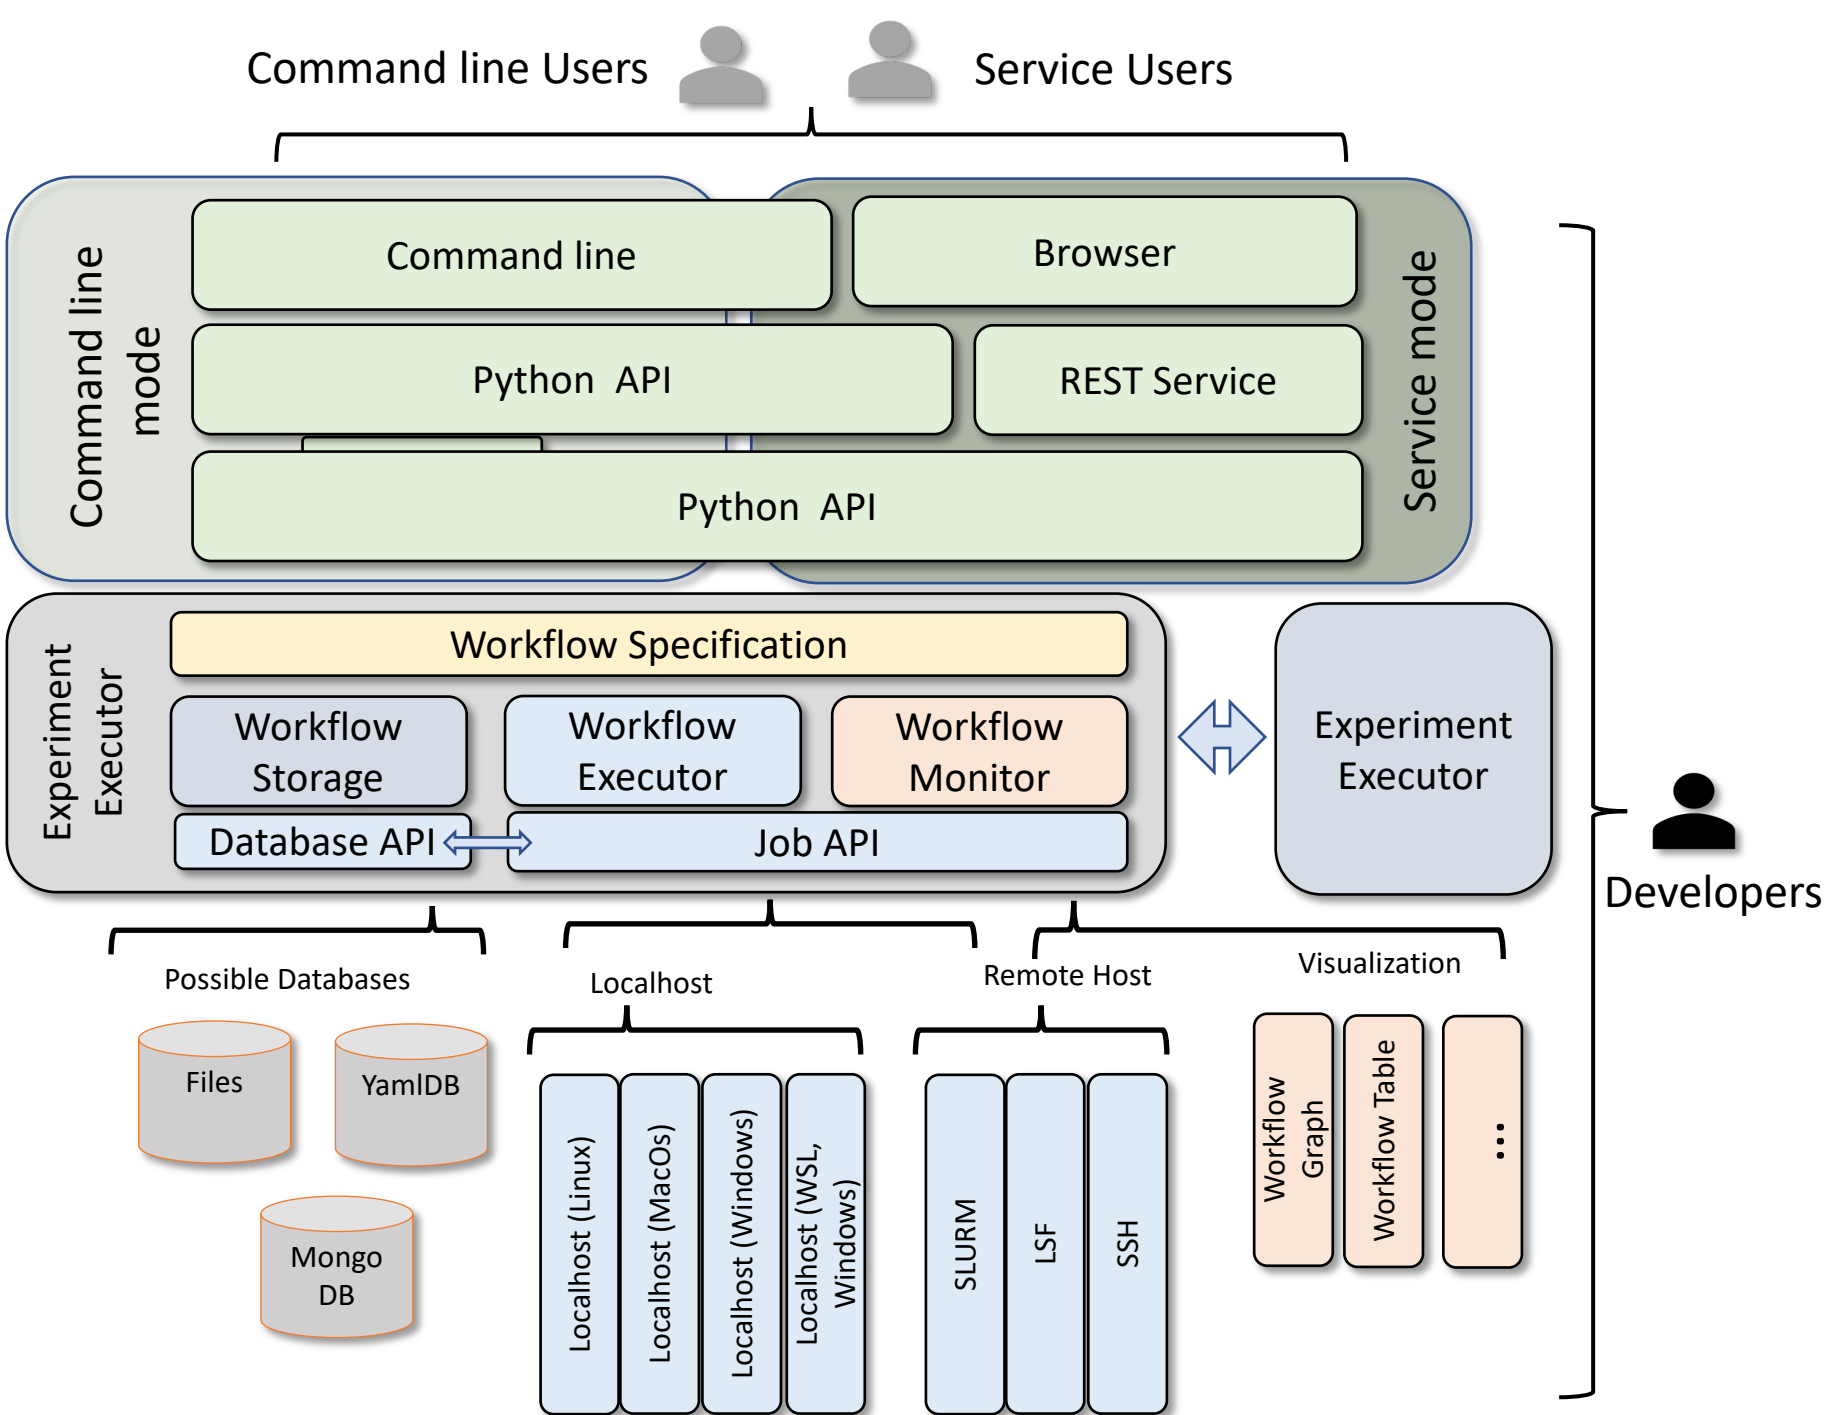 Command line Users
Service Users
Command line
mode
Command line
Browser
Service mode
Python  API
REST Service
Python  API
Experiment
Executor
Workflow Specification
Workflow
Storage
Workflow
Executor
Workflow
Monitor
Database API
Job API
Experiment
Executor
Developers
Possible Databases
Localhost
Remote Host
Visualization
Files
YamlDB
Mongo
DB
Localhost (Linux)
Localhost (MacOs)
Localhost (Windows)
Localhost (WSL,
Windows)
SLURM
LSF
SSH
Workflow
Graph
Workflow Table
...